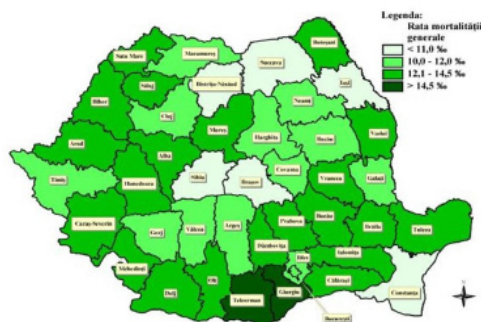 Legenda:
Rata mortalității
generale
< 11,0 ‰
10,0 - 12,0 ‰
12,1 - 14,5 ‰
> 14,5 ‰
Botoșani
Satu Mare
Maramureș
Suceava
Bistrița-Năsăud
Iași
Sălaj
Bihor
Neamț
Cluj
Mureș
Harghita
Bacău
Vaslui
Arad
Alba
Timiș
Hunedoara
Sibiu
Brașov
Covasna
Vrancea
Galați
Caraș-Severin
Gorj
Vâlcea
Argeș
Prahova
Buzău
Brăila
Tulcea
Dâmbovița
Mehedinți
Ilfov
Ialomița
Dolj
Olt
Teleorman
Giurgiu
Călărași
Constanța
București